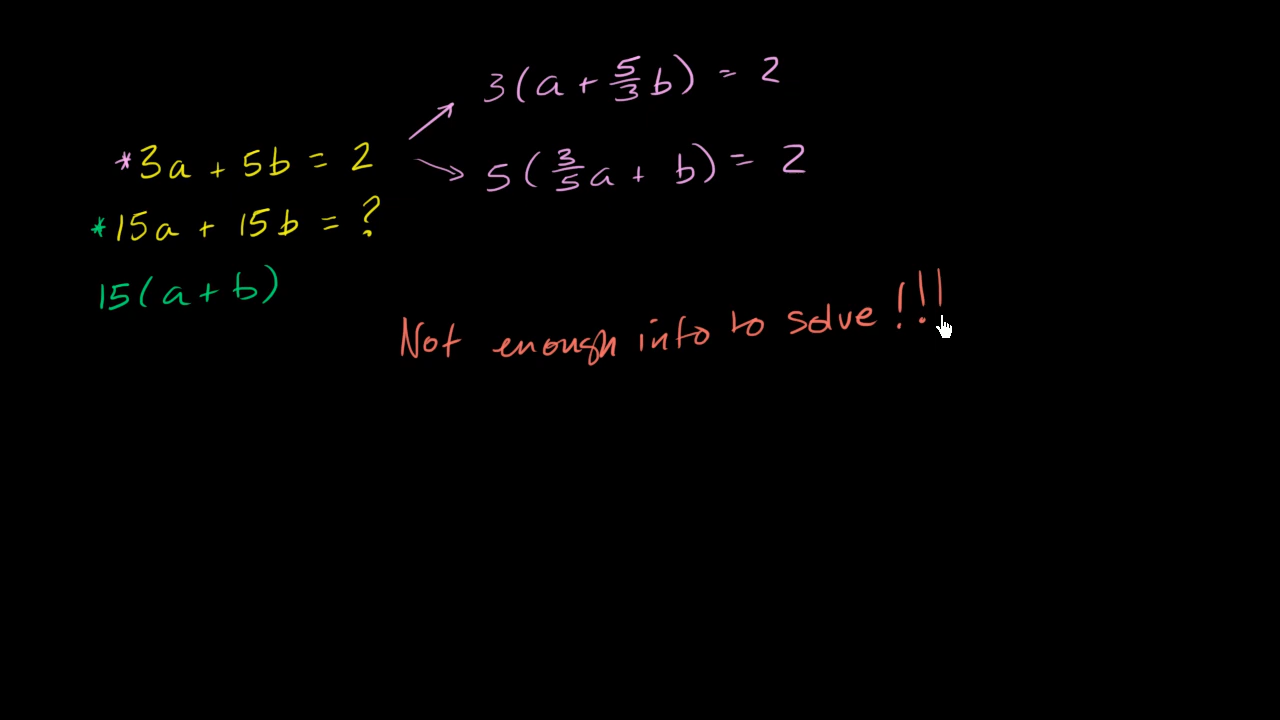 3(a + 5/3 b) = 2
*3a + 5b = 2
5(3/5 a + b) = 2
*15a + 15b = ?
15(a + b)
Not enough info to solve !!!